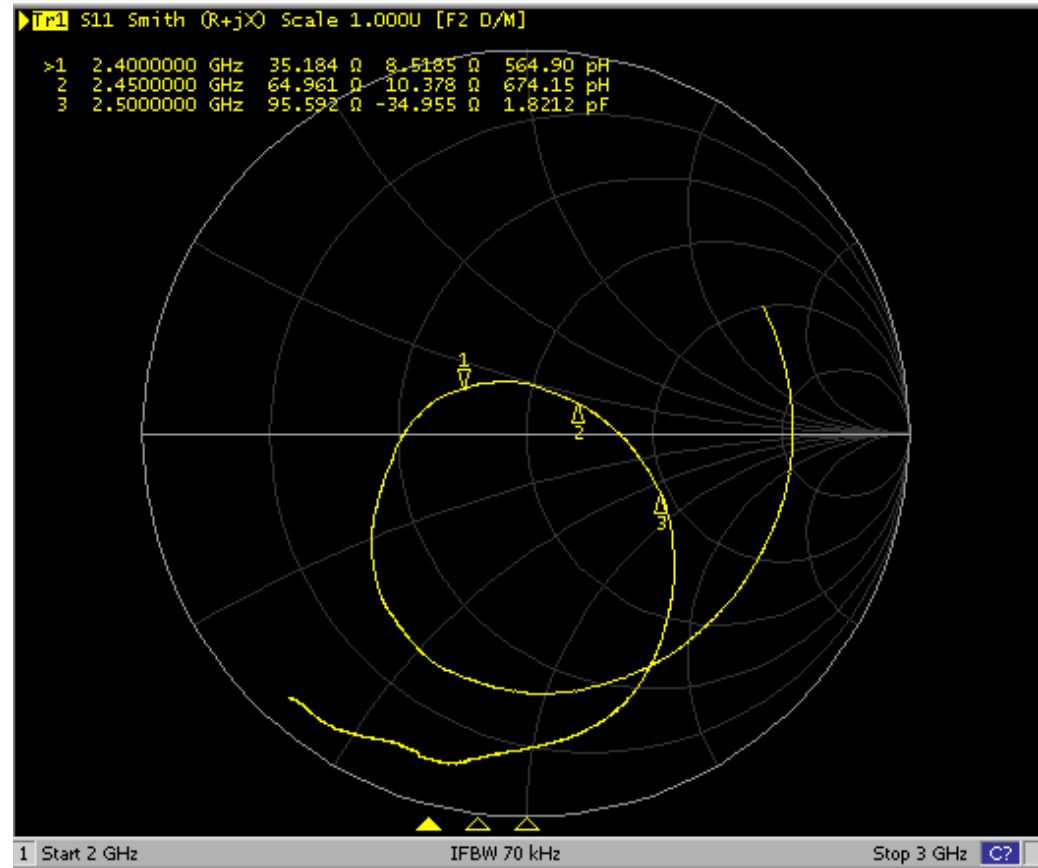 Tr1 S11 Smith (R+jX) Scale 1.000U [F2 D/M]
>1 2.4000000 GHz 35.184 Ω 8.5185 Ω 564.90 pH
2 2.4500000 GHz 64.961 Ω 10.378 Ω 674.15 pH
3 2.5000000 GHz 95.592 Ω -34.955 Ω 1.8212 pF
1
2
3
1 Start 2 GHz IFBW 70 kHz Stop 3 GHz C?